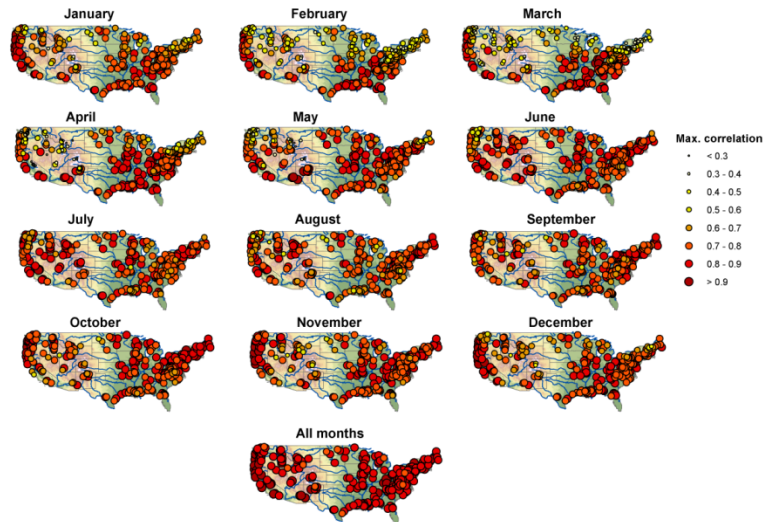 January
February
March
April
May
June
Max. correlation
< 0.3
0.3 - 0.4
0.4 - 0.5
0.5 - 0.6
0.6 - 0.7
0.7 - 0.8
0.8 - 0.9
> 0.9
July
August
September
October
November
December
All months